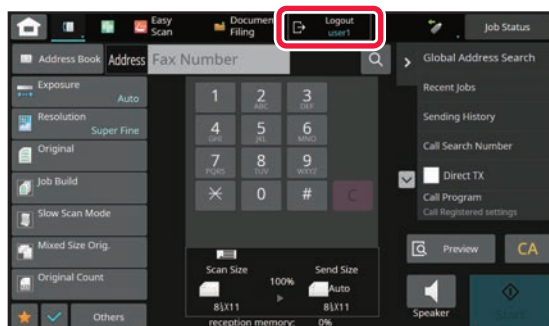 Easy
Scan
Documen
Filing
Logout
user1
Job Status
Address Book
Address
Fax Number
Global Address Search
Exposure
Auto
Recent Jobs
Resolution
Super Fine
Sending History
Original
Call Search Number
Job Build
Direct TX
Slow Scan Mode
Call Program
Call Registered settings
Mixed Size Orig.
Original Count
Others
1
2
ABC
3
DEF
4
GHI
5
JKL
6
MNO
7
PQRS
8
TUV
9
WXYZ
0
#
C
Scan Size
100%
Send Size
Auto
8½X11
8½X11
reception memory: 0%
Preview
CA
Speaker
Start